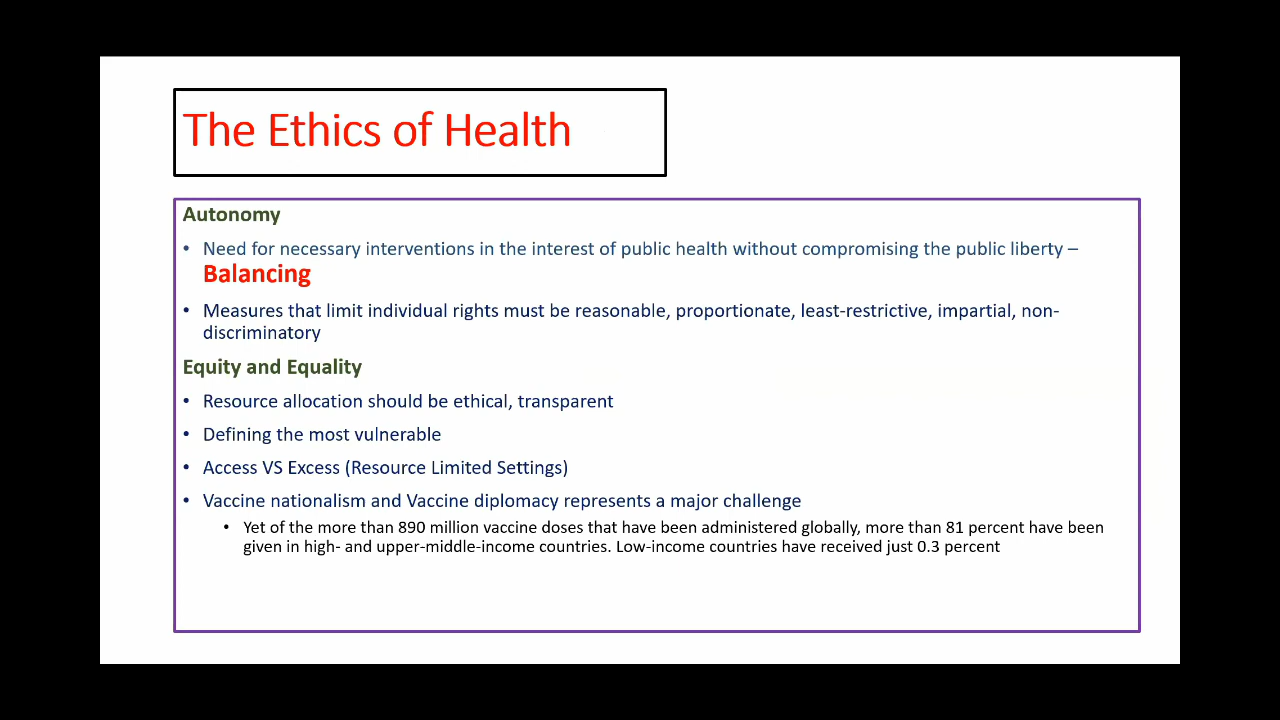 The Ethics of Health
Autonomy
• Need for necessary interventions in the interest of public health without compromising the public liberty –
Balancing
• Measures that limit individual rights must be reasonable, proportionate, least-restrictive, impartial, non-
discriminatory
Equity and Equality
• Resource allocation should be ethical, transparent
• Defining the most vulnerable
• Access VS Excess (Resource Limited Settings)
• Vaccine nationalism and Vaccine diplomacy represents a major challenge
• Yet of the more than 890 million vaccine doses that have been administered globally, more than 81 percent have been
given in high- and upper-middle-income countries. Low-income countries have received just 0.3 percent